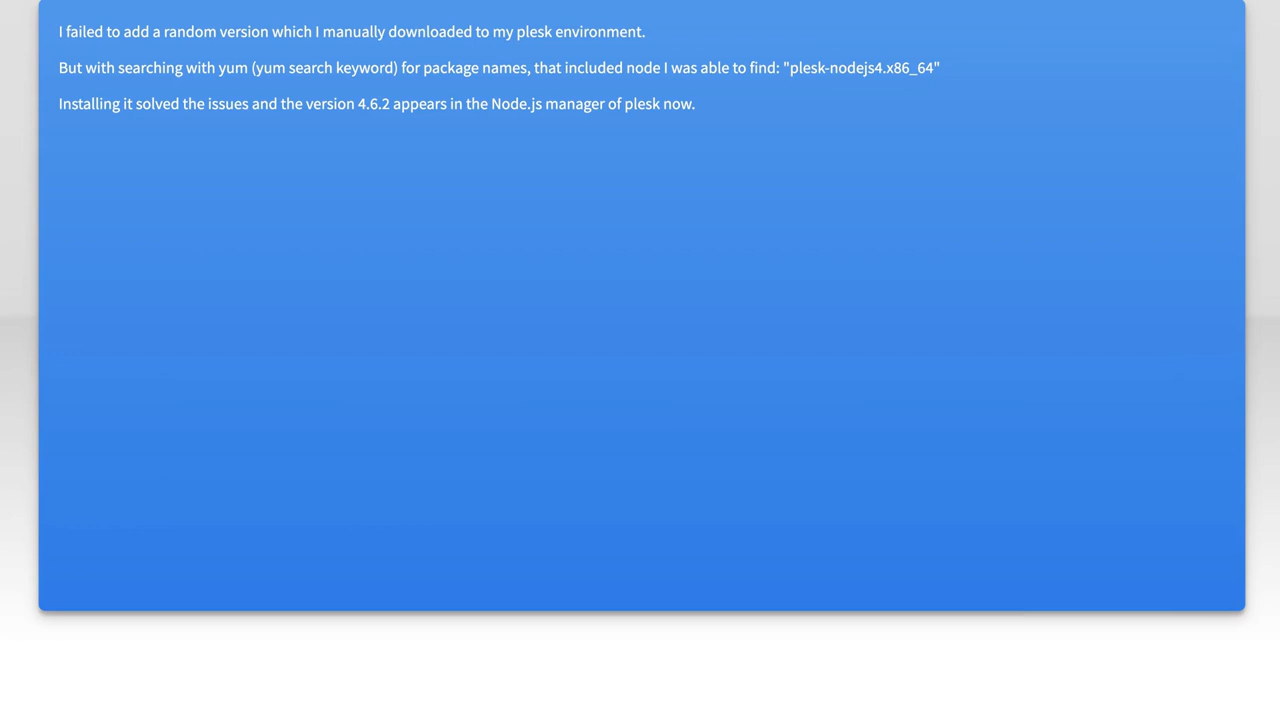 I failed to add a random version which I manually downloaded to my plesk environment.
But with searching with yum (yum search keyword) for package names, that included node I was able to find: "plesk-nodejs4.x86_64"
Installing it solved the issues and the version 4.6.2 appears in the Node.js manager of plesk now.